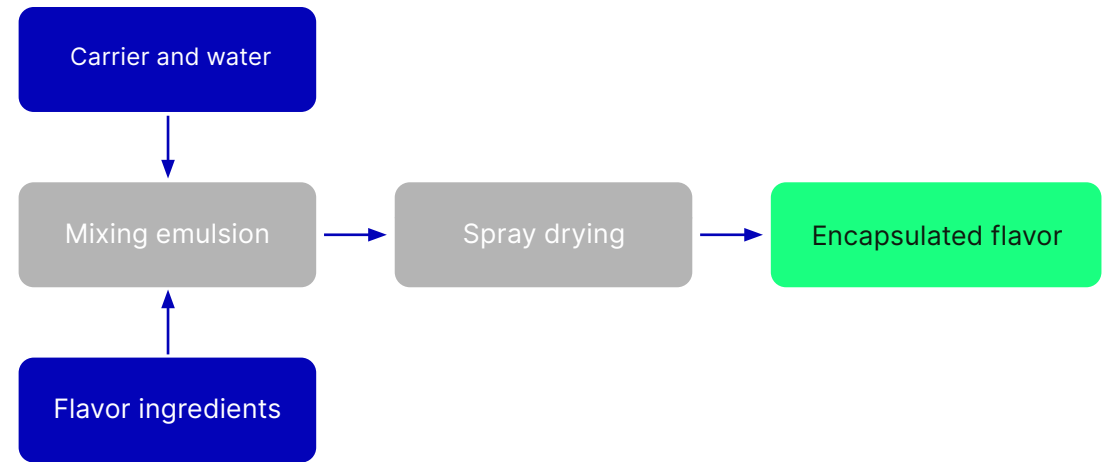 Carrier and water
Mixing emulsion
Spray drying
Encapsulated flavor
Flavor ingredients